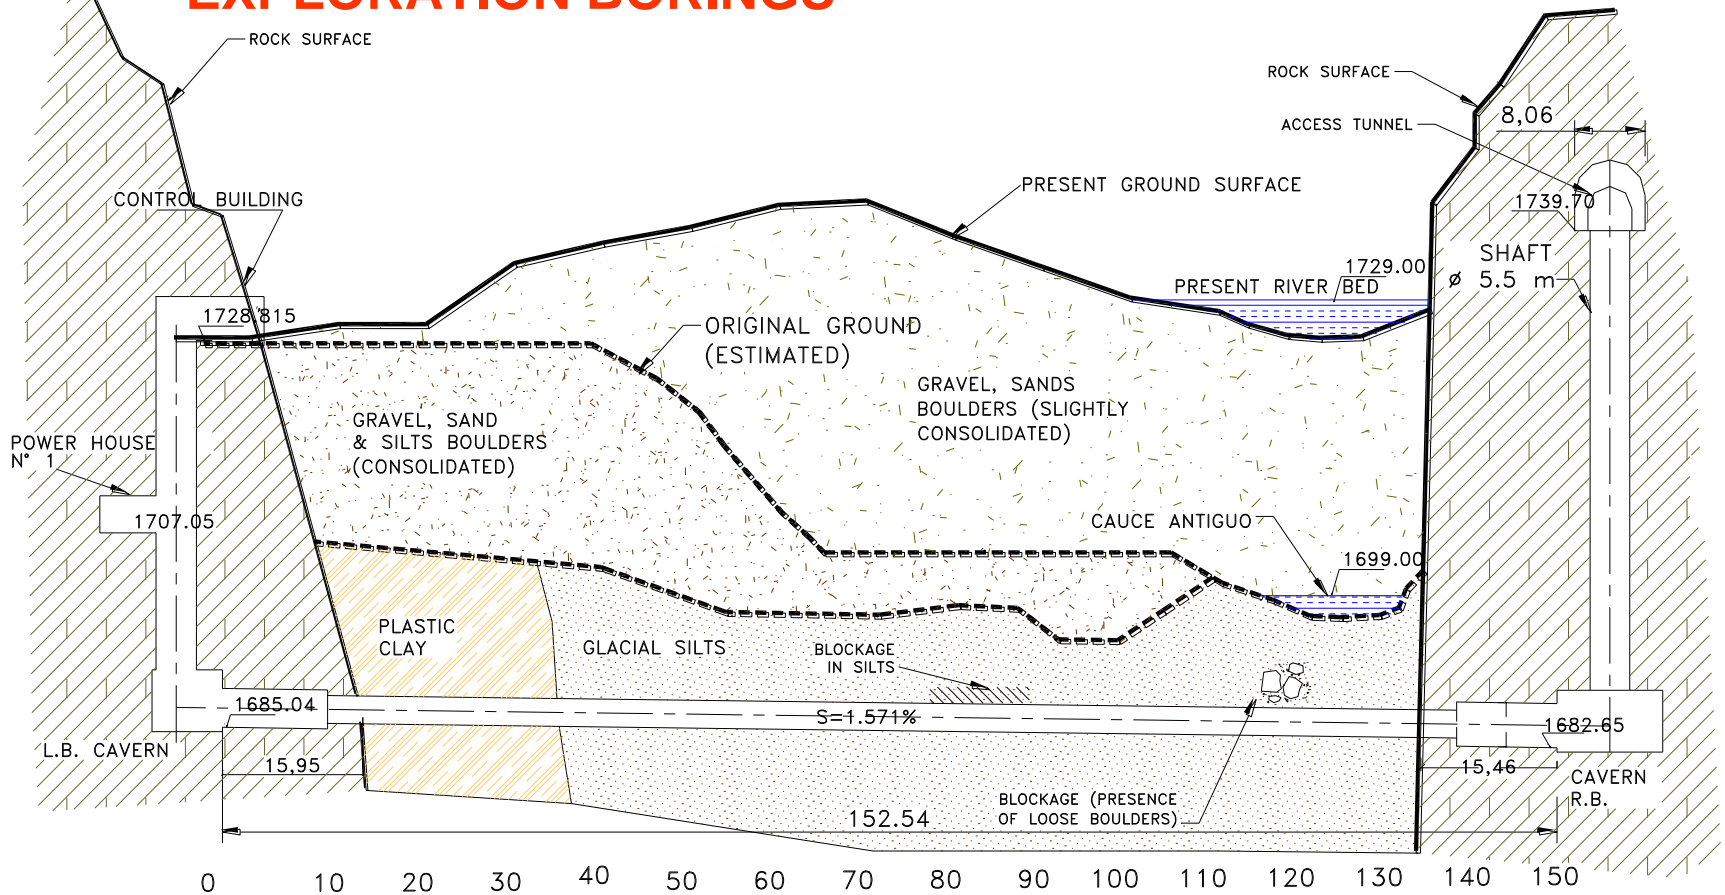 EXPLORATION BORINGS
ROCK SURFACE
ROCK SURFACE
8,06
ACCESS TUNNEL
CONTROL BUILDING
PRESENT GROUND SURFACE
1739.70
SHAFT
ø 5.5 m
1729.00
PRESENT RIVER BED
1728.815
ORIGINAL GROUND
(ESTIMATED)
GRAVEL, SANDS
BOULDERS (SLIGHTLY
CONSOLIDATED)
GRAVEL, SAND
& SILTS BOULDERS
(CONSOLIDATED)
POWER HOUSE
N° 1
1707.05
CAUCE ANTIGUO
1699.00
PLASTIC
CLAY
GLACIAL SILTS
BLOCKAGE
IN SILTS
1685.04
S=1.571%
1682.65
L.B. CAVERN
15,95
15,46
CAVERN
R.B.
BLOCKAGE (PRESENCE
OF LOOSE BOULDERS)
152.54
0 10 20 30 40 50 60 70 80 90 100 110 120 130 140 150